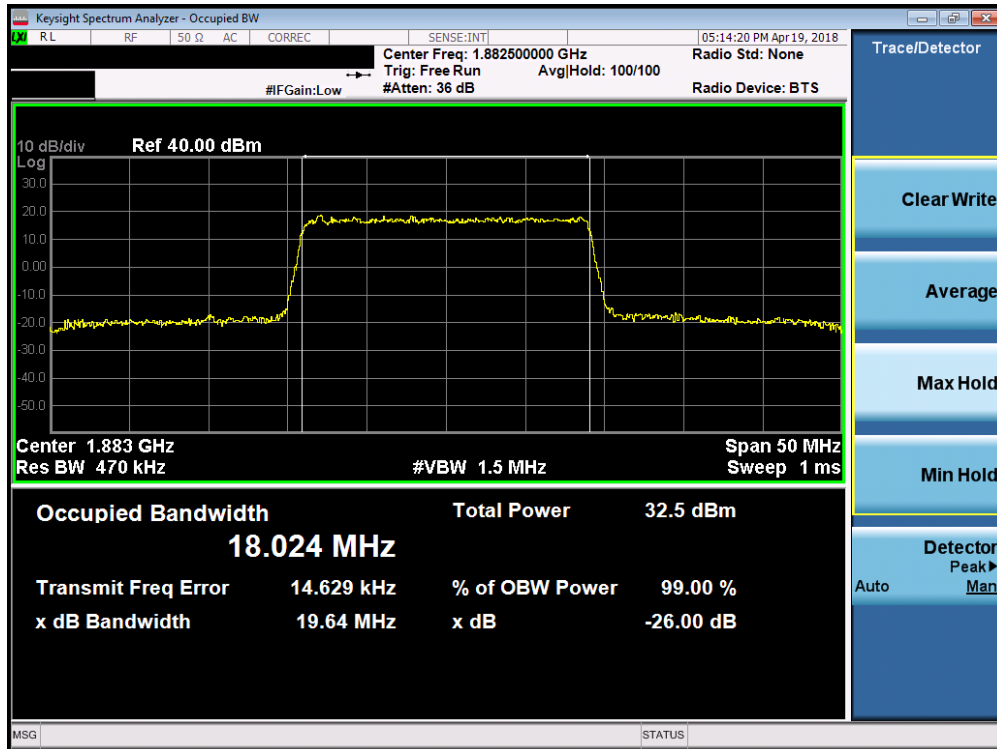 Keysight Spectrum Analyzer - Occupied BW
LXI RL RF 50 Ω AC CORREC SENSE:INT 05:14:20 PM Apr 19, 2018
Center Freq: 1.882500000 GHz Radio Std: None
Trig: Free Run Avg|Hold: 100/100
#IFGain:Low #Atten: 36 dB Radio Device: BTS
Trace/Detector
10 dB/div Ref 40.00 dBm
Log
30.0
20.0
10.0
0.00
-10.0
-20.0
-30.0
-40.0
-50.0
Center 1.883 GHz Span 50 MHz
Res BW 470 kHz #VBW 1.5 MHz Sweep 1 ms
Occupied Bandwidth Total Power 32.5 dBm
18.024 MHz
Transmit Freq Error 14.629 kHz % of OBW Power 99.00 %
x dB Bandwidth 19.64 MHz x dB -26.00 dB
Clear Write
Average
Max Hold
Min Hold
Detector
Peak▶
Auto Man
MSG STATUS